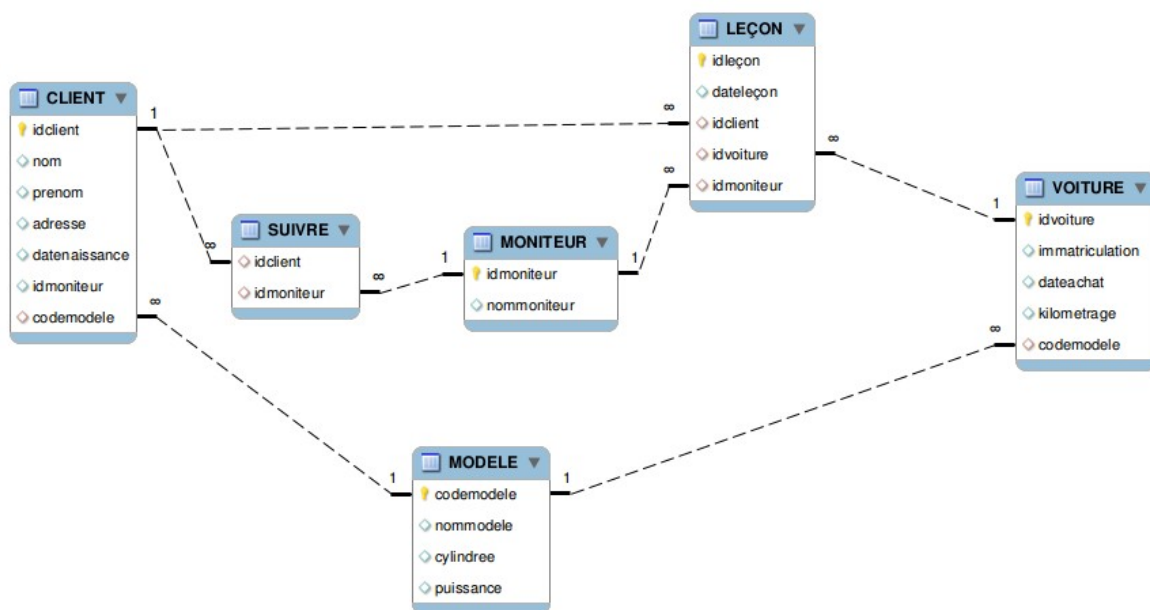 LEÇON
idleçon
dateleçon
idclient
idvoiture
idmoniteur
CLIENT
idclient
nom
prenom
adresse
datenaissance
idmoniteur
codemodele
SUIVRE
idclient
idmoniteur
MONITEUR
idmoniteur
nommoniteur
VOITURE
idvoiture
immatriculation
dateachat
kilometrage
codemodele
MODELE
codemodele
nommodele
cylindree
puissance
1
∞
∞
∞
∞
1
1
∞
∞
1
∞
1
1
∞